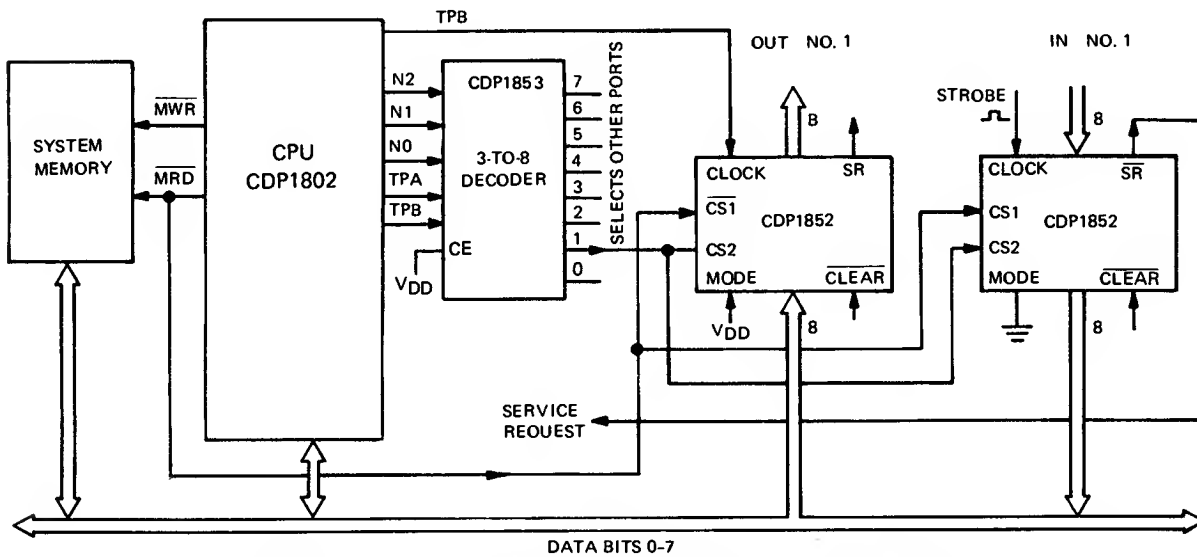 TPB
OUT NO. 1
IN NO. 1
SYSTEM
MEMORY
MWR
MRD
CPU
CDP1802
N2
N1
N0
TPA
TPB
CDP1853
3-TO-8
DECODER
CE
VDD
7
6
5
4
3
2
1
0
SELECTS OTHER PORTS
B
SR
CLOCK
CS1
CDP1852
CS2
MODE
CLEAR
VDD
8
STROBE
8
SR
CLOCK
CS1
CDP1852
CS2
MODE
CLEAR
8
SERVICE
REOUEST
DATA BITS 0-7